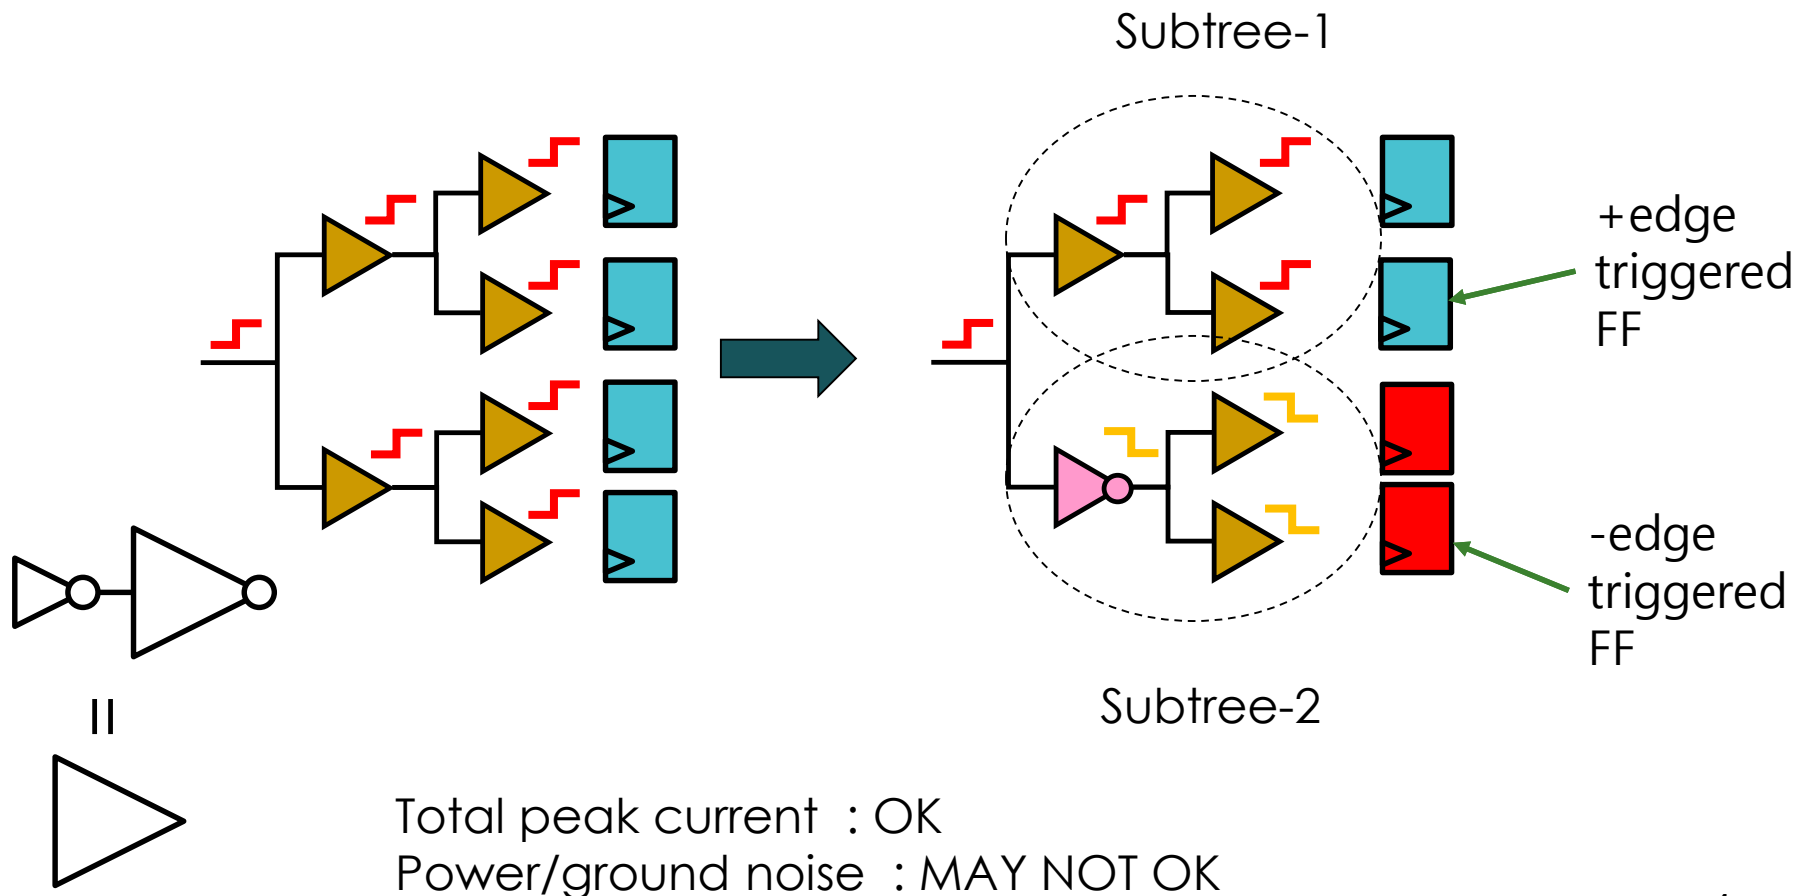 Subtree-1
+edge
triggered
FF
-edge
triggered
FF
Subtree-2
Total peak current : OK
Power/ground noise : MAY NOT OK